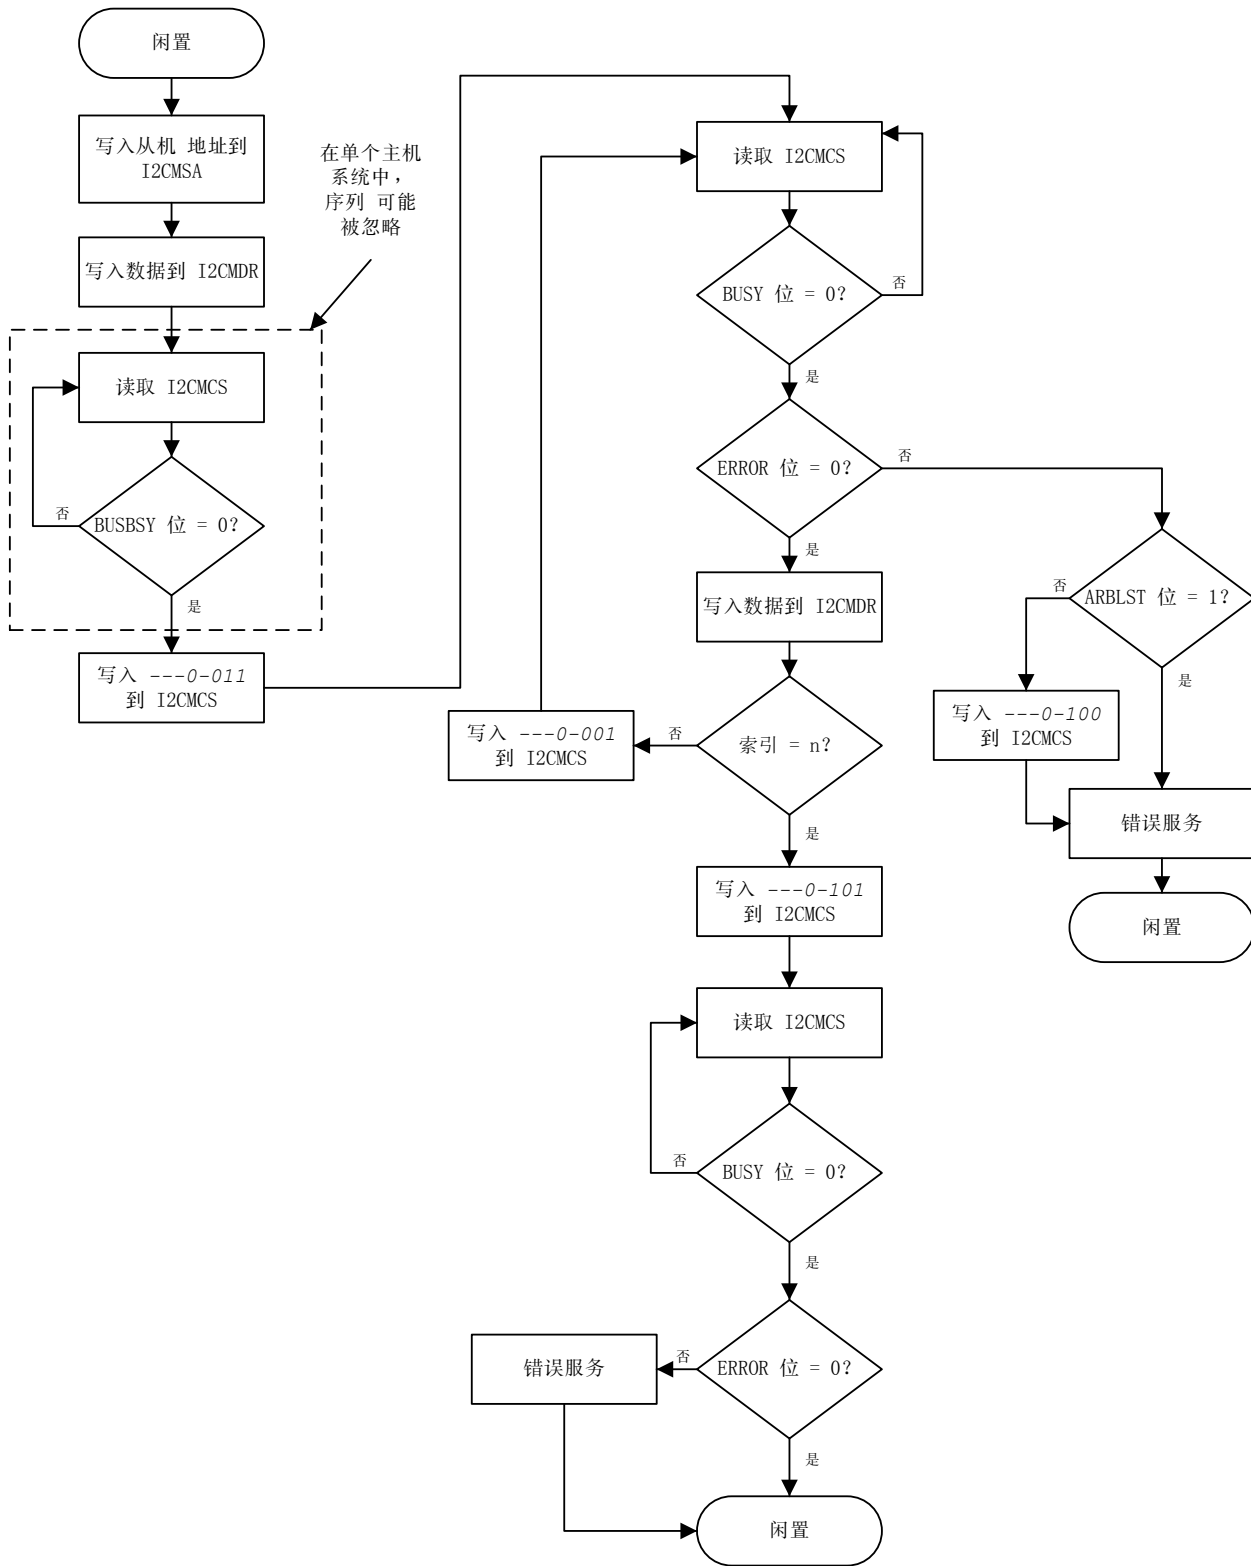 闲置
写入从机 地址到
I2CMSA
写入数据到 I2CMDR
在单个主机
系统中，
序列 可能
被忽略
读取 I2CMCS
否
BUSBSY 位 = 0?
是
写入 ---0-011
到 I2CMCS
读取 I2CMCS
BUSY 位 = 0?
否
是
ERROR 位 = 0?
否
是
写入数据到 I2CMDR
写入 ---0-001
到 I2CMCS
否
索引 = n?
是
否
ARBLST 位 = 1?
是
写入 ---0-100
到 I2CMCS
错误服务
闲置
写入 ---0-101
到 I2CMCS
读取 I2CMCS
否
BUSY 位 = 0?
是
错误服务
否
ERROR 位 = 0?
是
闲置